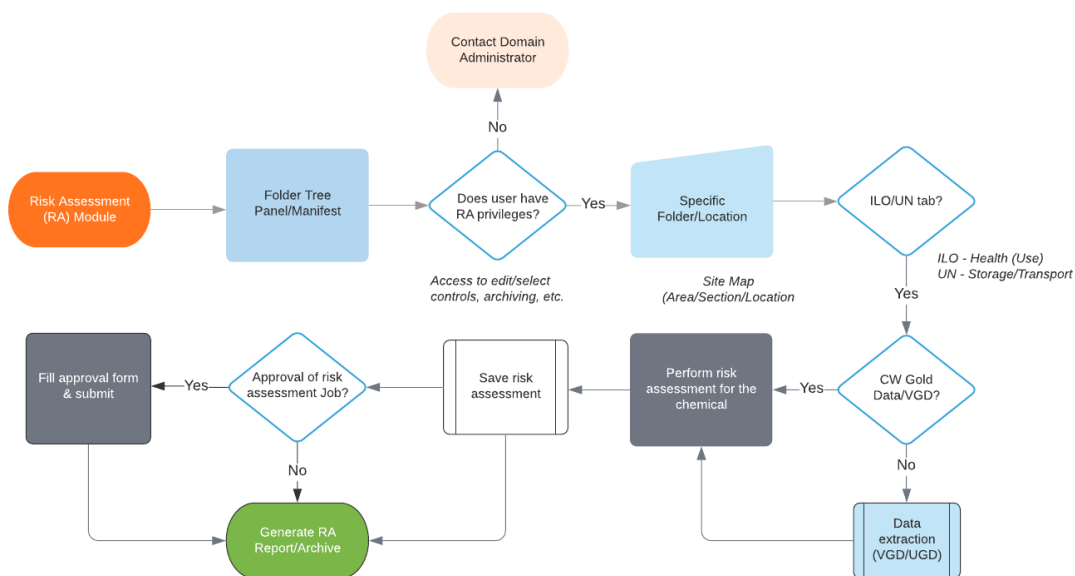 Contact Domain
Administrator
No
Risk Assessment
(RA) Module
Folder Tree
Panel/Manifest
Does user have
RA privileges?
Yes
Specific
Folder/Location
ILO/UN tab?
Access to edit/select
controls, archiving, etc.
Site Map
(Area/Section/Location
ILO - Health (Use)
UN - Storage/Transport
Yes
Fill approval form
& submit
Yes
Approval of risk
assessment Job?
Save risk
assessment
Perform risk
assessment for the
chemical
Yes
CW Gold
Data/VGD?
No
No
Generate RA
Report/Archive
Data
extraction
(VGD/UGD)